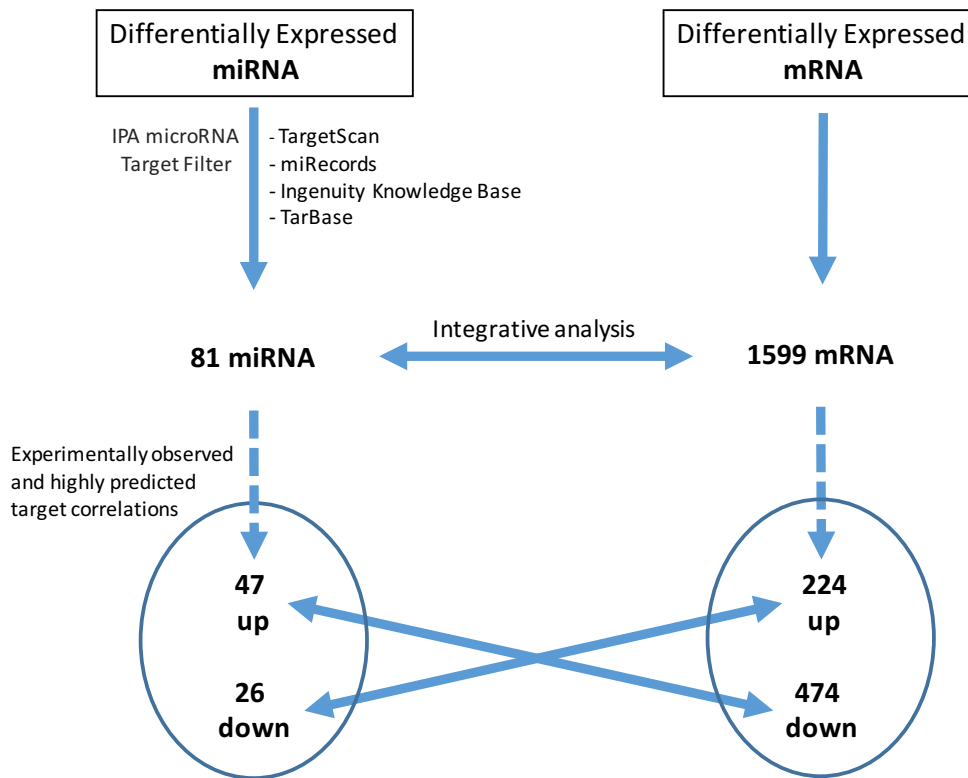 Differentially Expressed
miRNA
Differentially Expressed
mRNA
IPA microRNA
Target Filter
- TargetScan
- miRecords
- Ingenuity Knowledge Base
- TarBase
Integrative analysis
81 miRNA
1599 mRNA
Experimentally observed
and highly predicted
target correlations
47
up
224
up
26
down
474
down